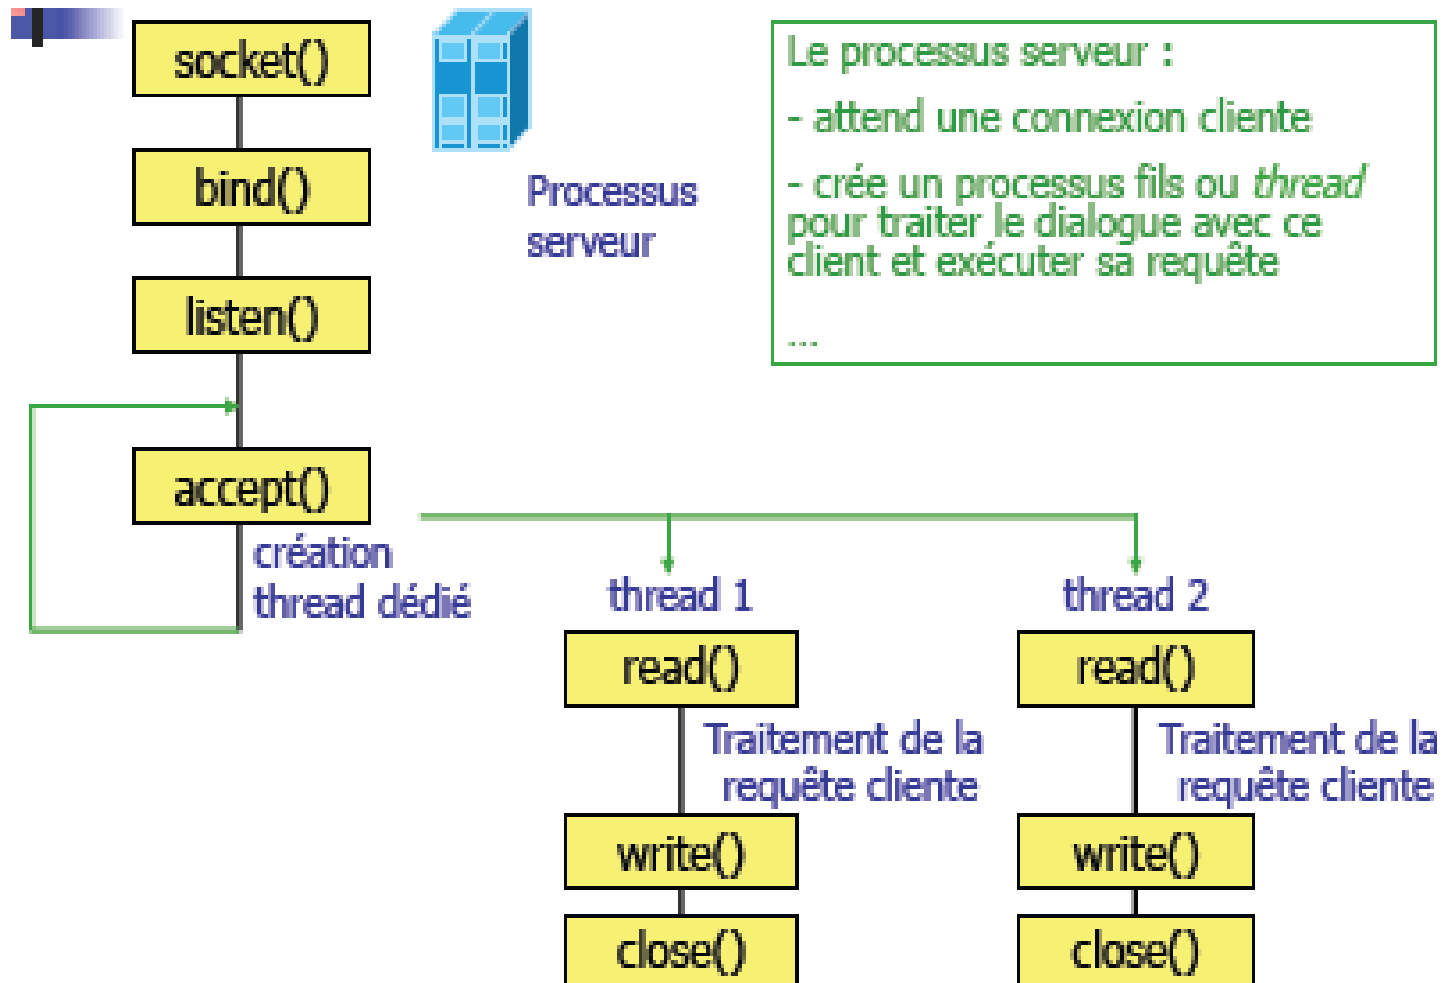 socket()
bind()
listen()
accept()
création
thread dédié
Processus
serveur
Le processus serveur :
- attend une connexion cliente
- crée un processus fils ou thread
pour traiter le dialogue avec ce
client et exécuter sa requête
...
thread 1
read()
Traitement de la
requête cliente
write()
close()
thread 2
read()
Traitement de la
requête cliente
write()
close()